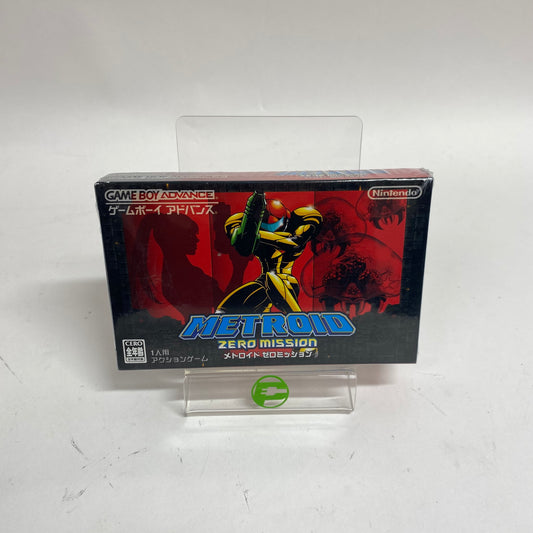 GAME BOY ADVANCE
ゲームボーイ アドバンス
Nintendo
METROID
ZERO MISSION
メトロイド ゼロミッション
CERO
全年齢
1人用
アクションゲーム